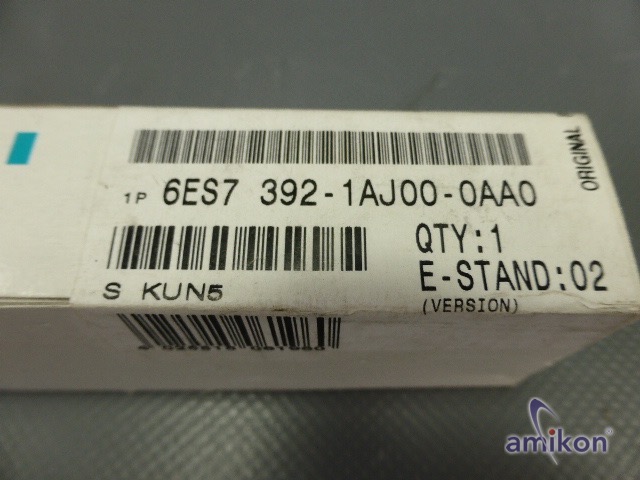 ORIGINAL
1P 6ES7 392-1AJ00-0AA0
QTY:1
E-STAND:02
(VERSION)
S KUN5
amikon